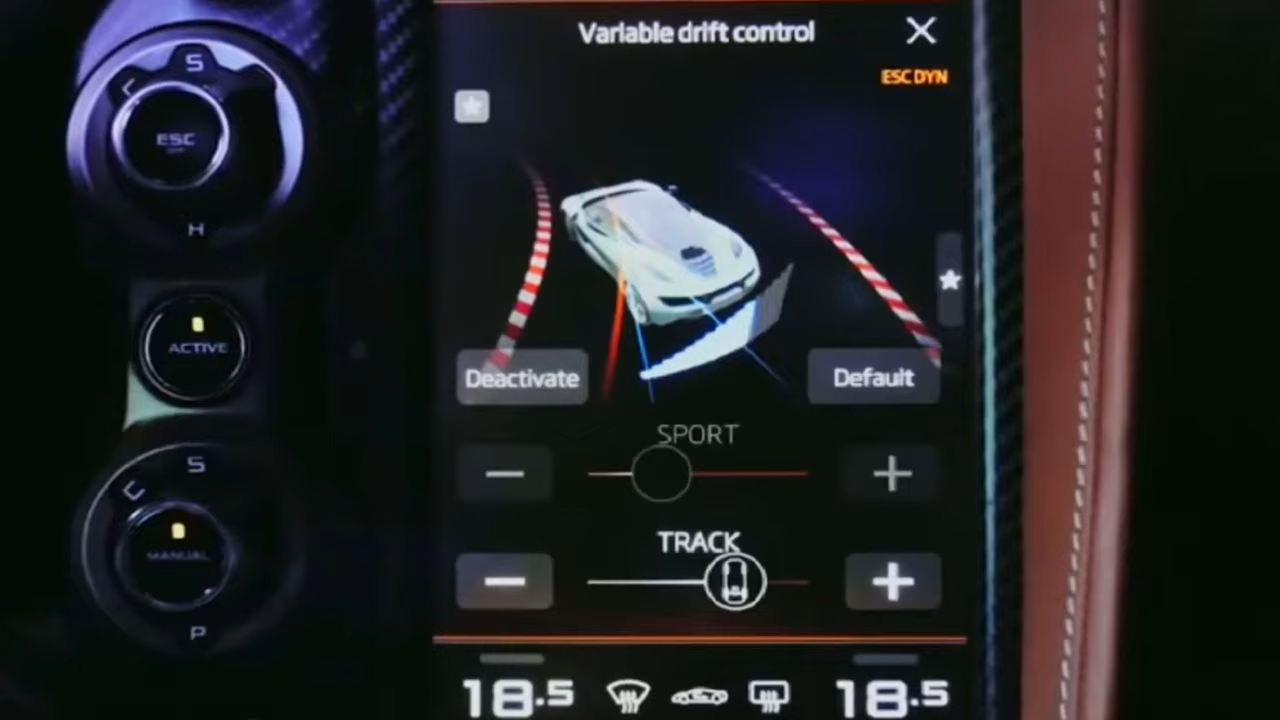 Variable drift control
ESC DYN
S
ESC
H
ACTIVE
Deactivate
Default
SPORT
TRACK
S
C
MANUAL
P
18.5
18.5